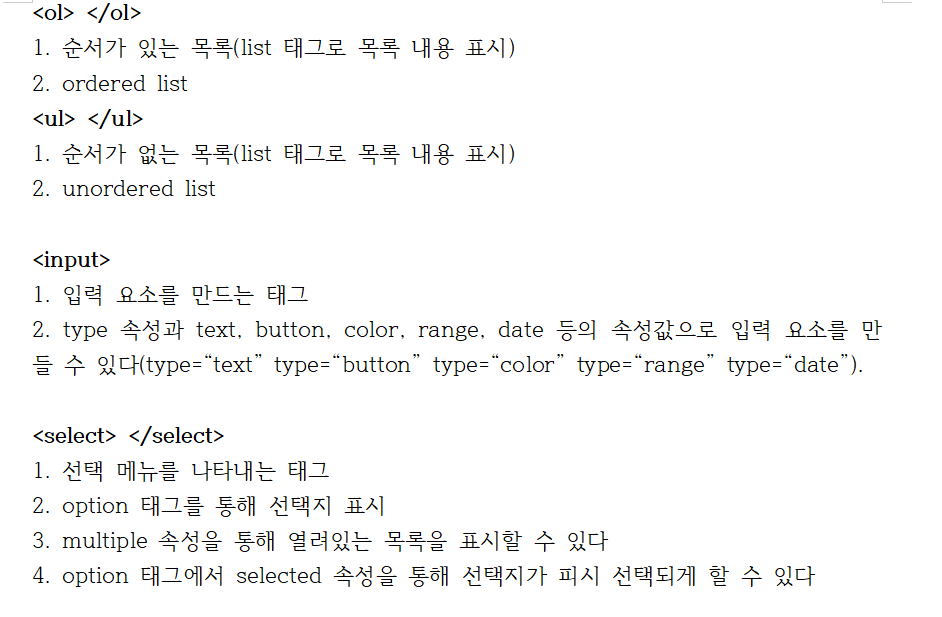 <ol> </ol>
1. 순서가 있는 목록(list 태그로 목록 내용 표시)
2. ordered list
<ul> </ul>
1. 순서가 없는 목록(list 태그로 목록 내용 표시)
2. unordered list
<input>
1. 입력 요소를 만드는 태그
2. type 속성과 text, button, color, range, date 등의 속성값으로 입력 요소를 만
들 수 있다(type=“text” type=“button” type=“color” type=“range” type=“date”).
<select> </select>
1. 선택 메뉴를 나타내는 태그
2. option 태그를 통해 선택지 표시
3. multiple 속성을 통해 열려있는 목록을 표시할 수 있다
4. option 태그에서 selected 속성을 통해 선택지가 피시 선택되게 할 수 있다